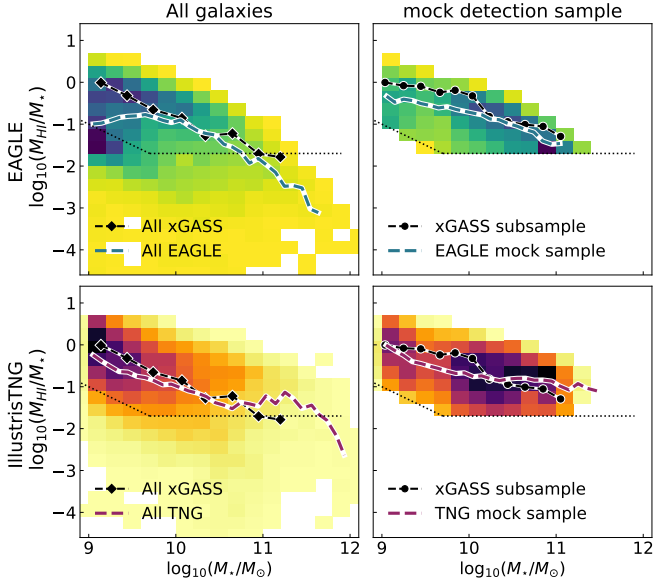 All galaxies
mock detection sample
EAGLE
log₁₀(M_HI/M⋆)
1
0
−1
−2
−3
−4
All xGASS
All EAGLE
xGASS subsample
EAGLE mock sample
IllustrisTNG
log₁₀(M_HI/M⋆)
1
0
−1
−2
−3
−4
All xGASS
All TNG
xGASS subsample
TNG mock sample
9
10
11
12
9
10
11
12
log₁₀(M⋆/M⊙)
log₁₀(M⋆/M⊙)